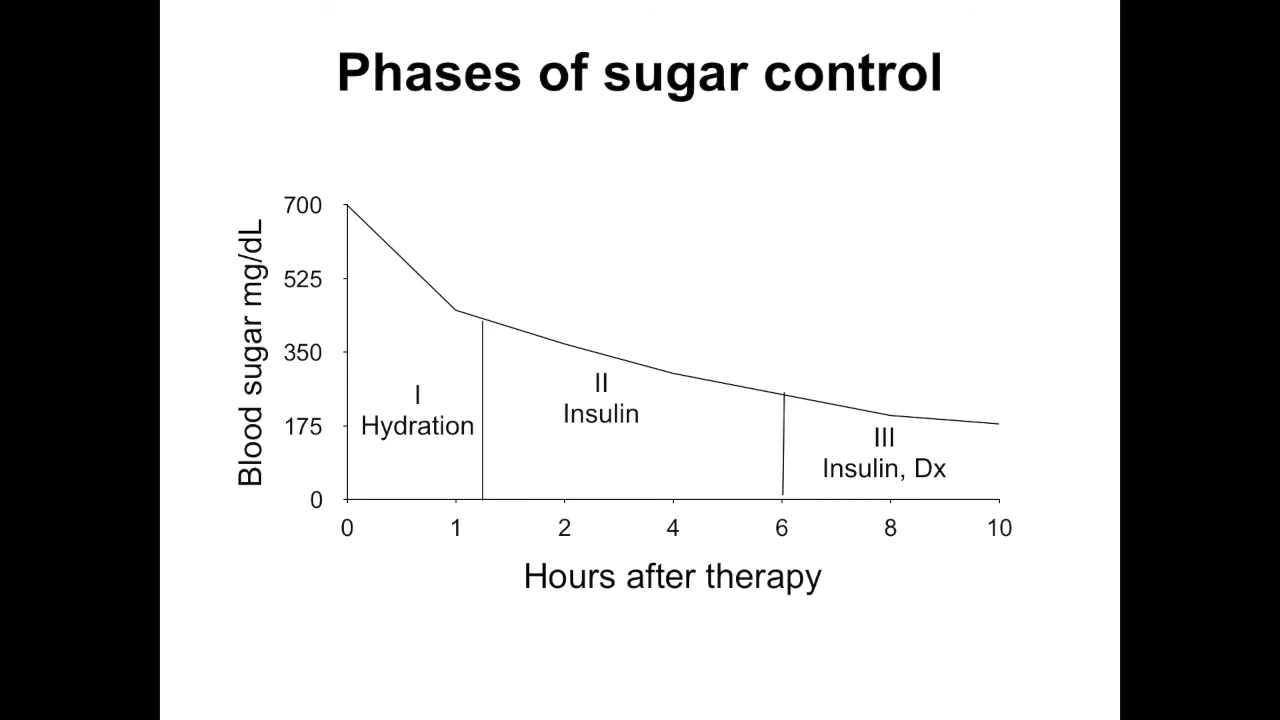 Phases of sugar control
Blood sugar mg/dL
700
525
350
175
0
I
Hydration
II
Insulin
III
Insulin, Dx
0 1 2 4 6 8 10
Hours after therapy